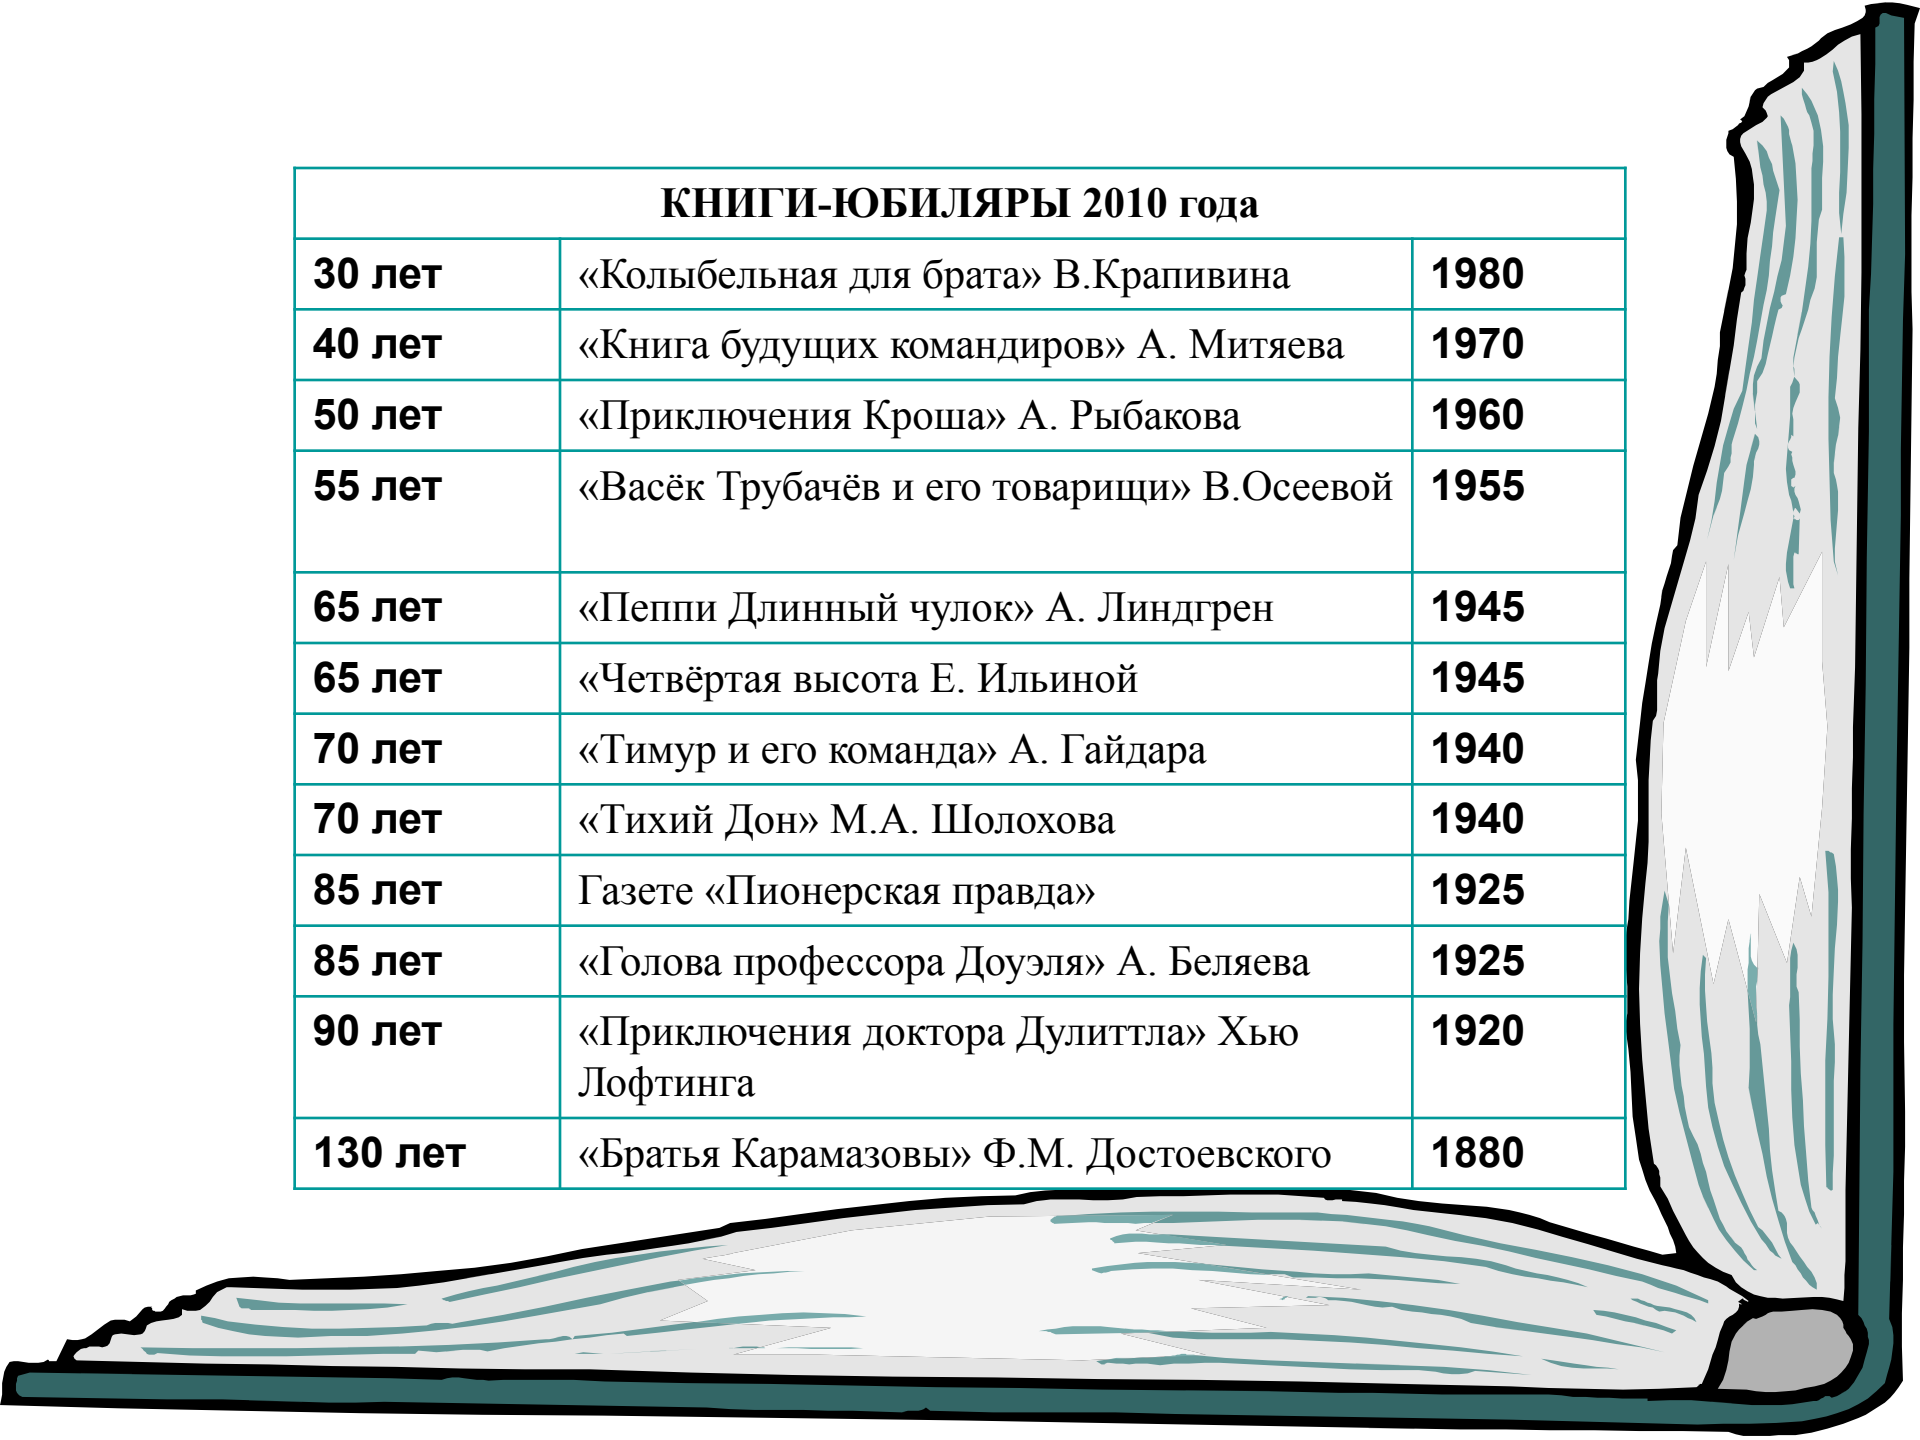 КНИГИ-ЮБИЛЯРЫ 2010 года
30 лет «Колыбельная для брата» В.Крапивина 1980
40 лет «Книга будущих командиров» А. Митяева 1970
50 лет «Приключения Кроша» А. Рыбакова 1960
55 лет «Васёк Трубачёв и его товарищи» В.Осеевой 1955
65 лет «Пеппи Длинный чулок» А. Линдгрен 1945
65 лет «Четвёртая высота Е. Ильиной 1945
70 лет «Тимур и его команда» А. Гайдара 1940
70 лет «Тихий Дон» М.А. Шолохова 1940
85 лет Газете «Пионерская правда» 1925
85 лет «Голова профессора Доуэля» А. Беляева 1925
90 лет «Приключения доктора Дулиттла» Хью 1920
Лофтинга
130 лет «Братья Карамазовы» Ф.М. Достоевского 1880